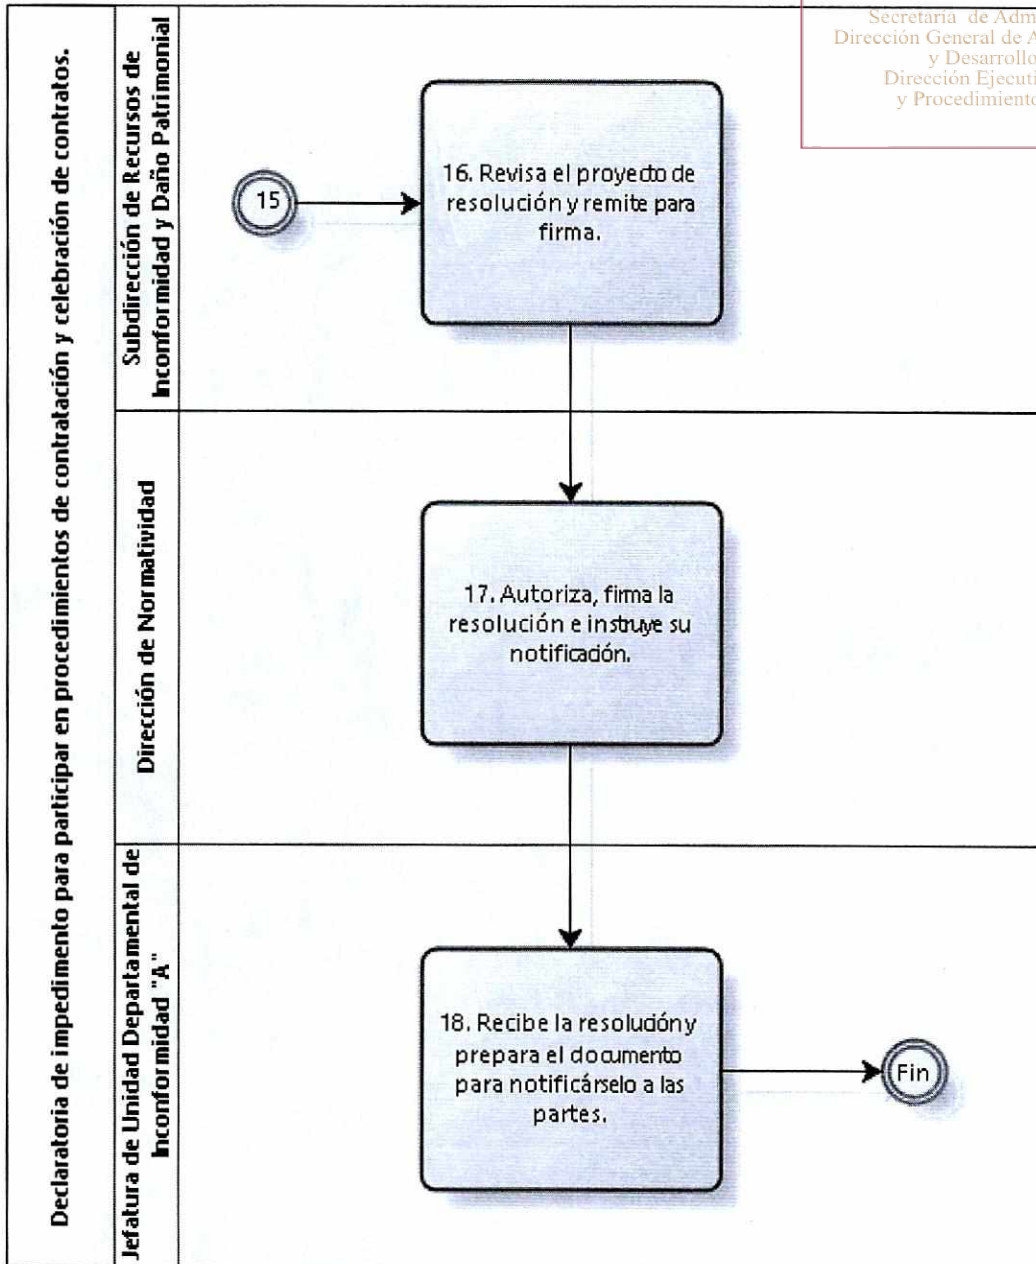 Secretaría de Adm
Dirección General de A
y Desarrollo
Dirección Ejecuti
y Procedimiento
Declaratoria de impedimento para participar en procedimientos de contratación y celebración de contratos.
Subdirección de Recursos de
Inconformidad y Daño Patrimonial
15
16. Revisa el proyecto de
resolución y remite para
firma.
Dirección de Normatividad
17. Autoriza, firma la
resolución e instruye su
notificación.
Jefatura de Unidad Departamental de
Inconformidad "A"
18. Recibe la resolución y
prepara el documento
para notificárselo a las
partes.
Fin